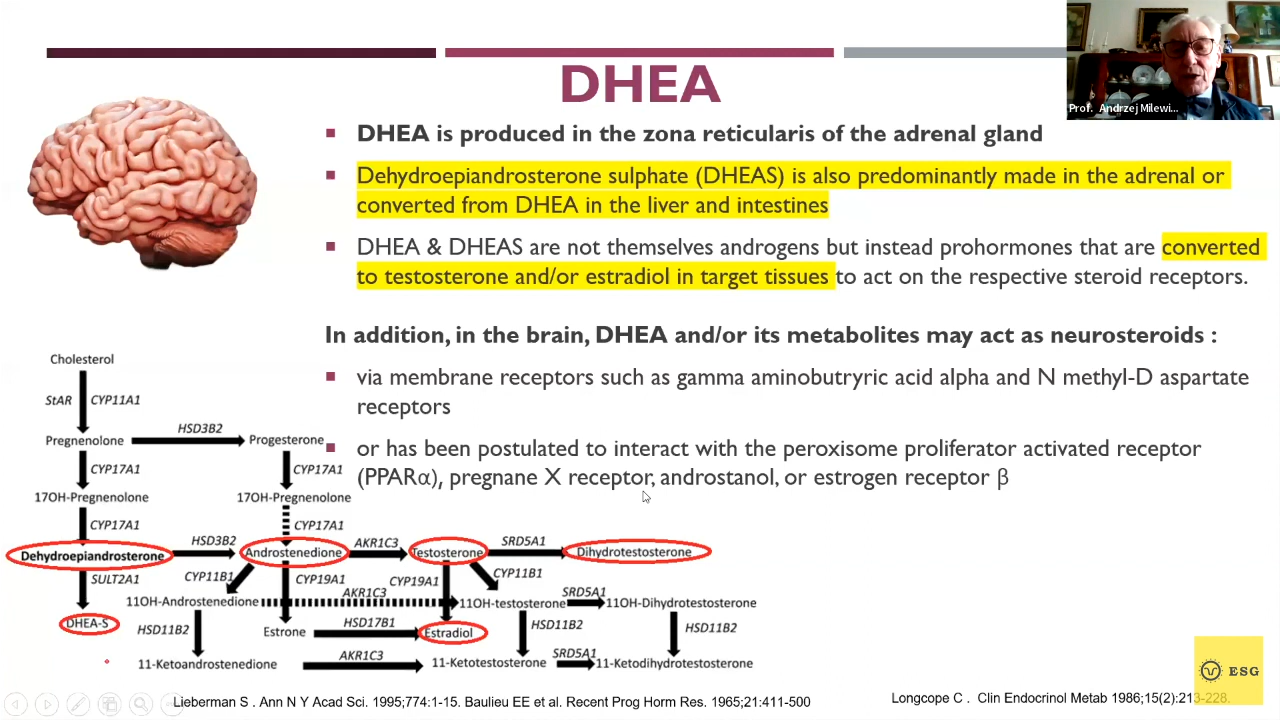 Prof. Andrzej Milewi...
DHEA
DHEA is produced in the zona reticularis of the adrenal gland
Dehydroepiandrosterone sulphate (DHEAS) is also predominantly made in the adrenal or
converted from DHEA in the liver and intestines
DHEA & DHEAS are not themselves androgens but instead prohormones that are converted
to testosterone and/or estradiol in target tissues to act on the respective steroid receptors.
In addition, in the brain, DHEA and/or its metabolites may act as neurosteroids :
via membrane receptors such as gamma aminobutryric acid alpha and N methyl-D aspartate
receptors
or has been postulated to interact with the peroxisome proliferator activated receptor
(PPARα), pregnane X receptor, androstanol, or estrogen receptor β
Cholesterol
StAR CYP11A1
HSD3B2
Pregnenolone Progesterone
CYP17A1 CYP17A1
17OH-Pregnenolone 17OH-Pregnenolone
CYP17A1 CYP17A1
HSD3B2 AKR1C3 SRD5A1
Dehydroepiandrosterone Androstenedione Testosterone Dihydrotestosterone
SULT2A1 CYP11B1 CYP19A1 CYP19A1 CYP11B1
AKR1C3 SRD5A1
11OH-Androstenedione 11OH-testosterone 11OH-Dihydrotestosterone
DHEA-S HSD11B2 HSD17B1 HSD11B2 HSD11B2
Estrone Estradiol
AKR1C3 SRD5A1
11-Ketoandrostenedione 11-Ketotestosterone 11-Ketodihydrotestosterone
ESG
Lieberman S . Ann N Y Acad Sci. 1995;774:1-15. Baulieu EE et al. Recent Prog Horm Res. 1965;21:411-500
Longcope C . Clin Endocrinol Metab 1986;15(2):213-228.